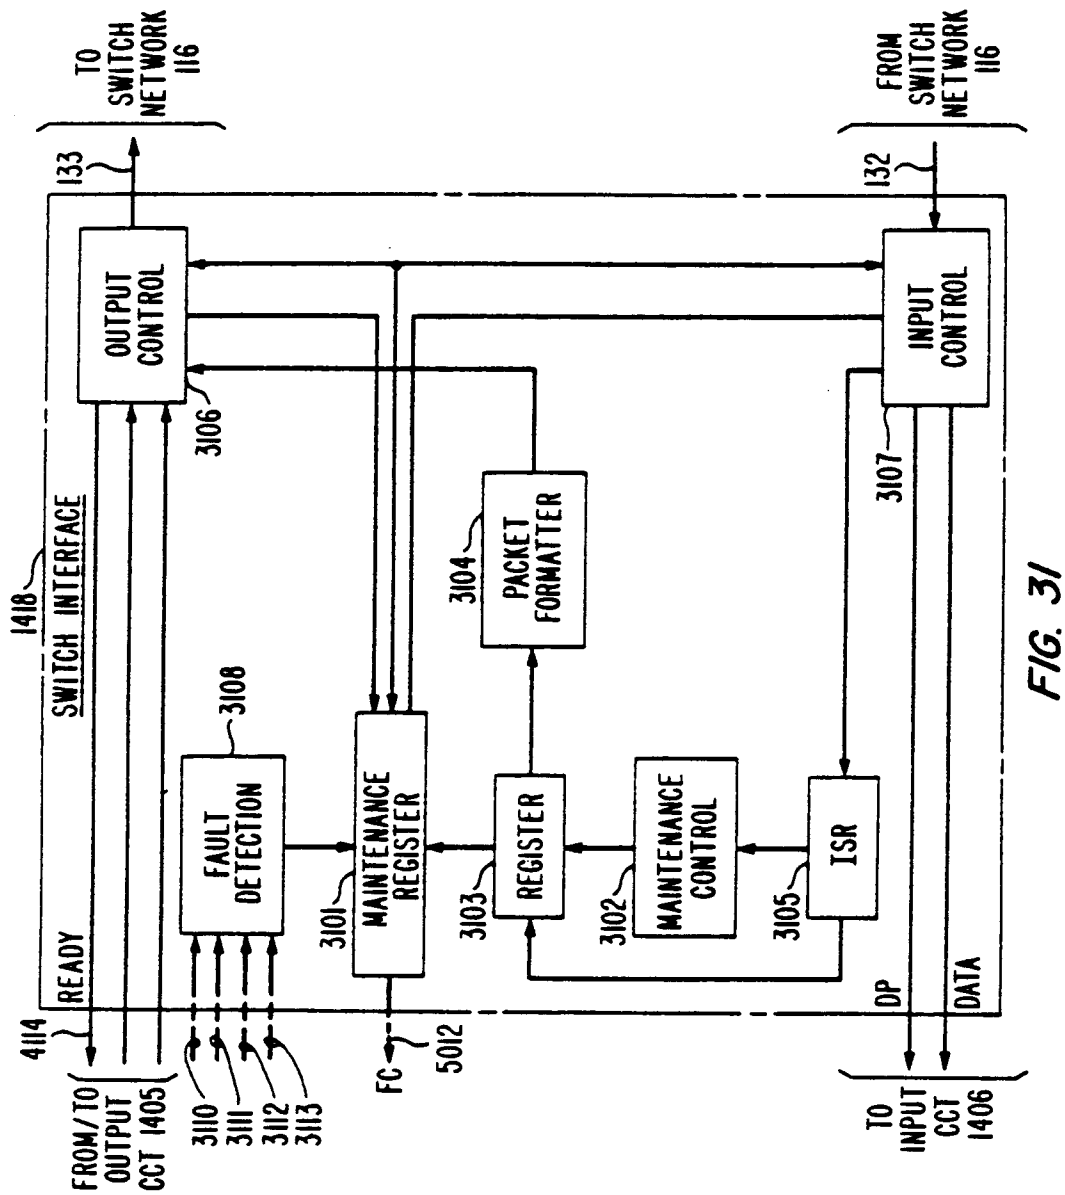 1418
SWITCH INTERFACE
FROM/TO
OUTPUT
CCT 1405
4114
READY
OUTPUT
CONTROL
3106
133
TO
SWITCH
NETWORK
116
3110
3111
3112
3113
FAULT
DETECTION
3108
FC
5012
3101
MAINTENANCE
REGISTER
3103
REGISTER
3104
PACKET
FORMATTER
3102
MAINTENANCE
CONTROL
3105
ISR
TO
INPUT
CCT
1406
DP
DATA
3107
INPUT
CONTROL
132
FROM
SWITCH
NETWORK
116
FIG. 31